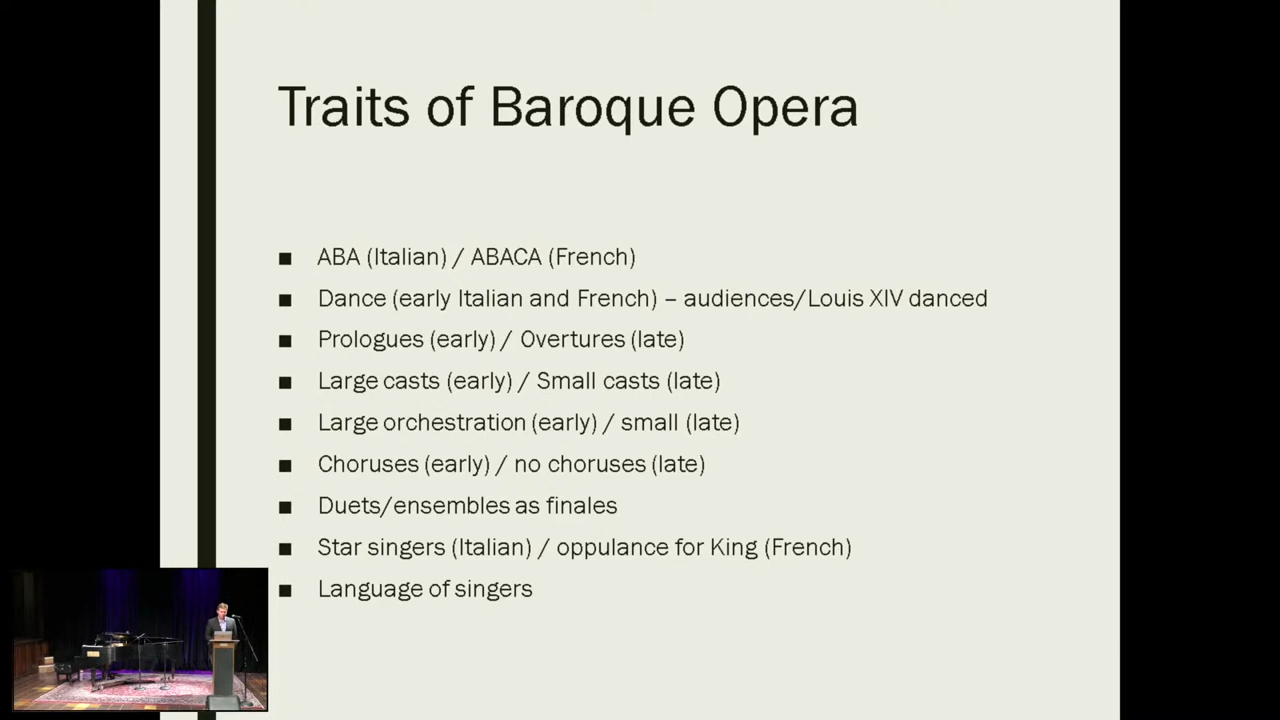 Traits of Baroque Opera
■ ABA (Italian) / ABACA (French)
■ Dance (early Italian and French) – audiences/Louis XIV danced
■ Prologues (early) / Overtures (late)
■ Large casts (early) / Small casts (late)
■ Large orchestration (early) / small (late)
■ Choruses (early) / no choruses (late)
■ Duets/ensembles as finales
■ Star singers (Italian) / oppulance for King (French)
■ Language of singers